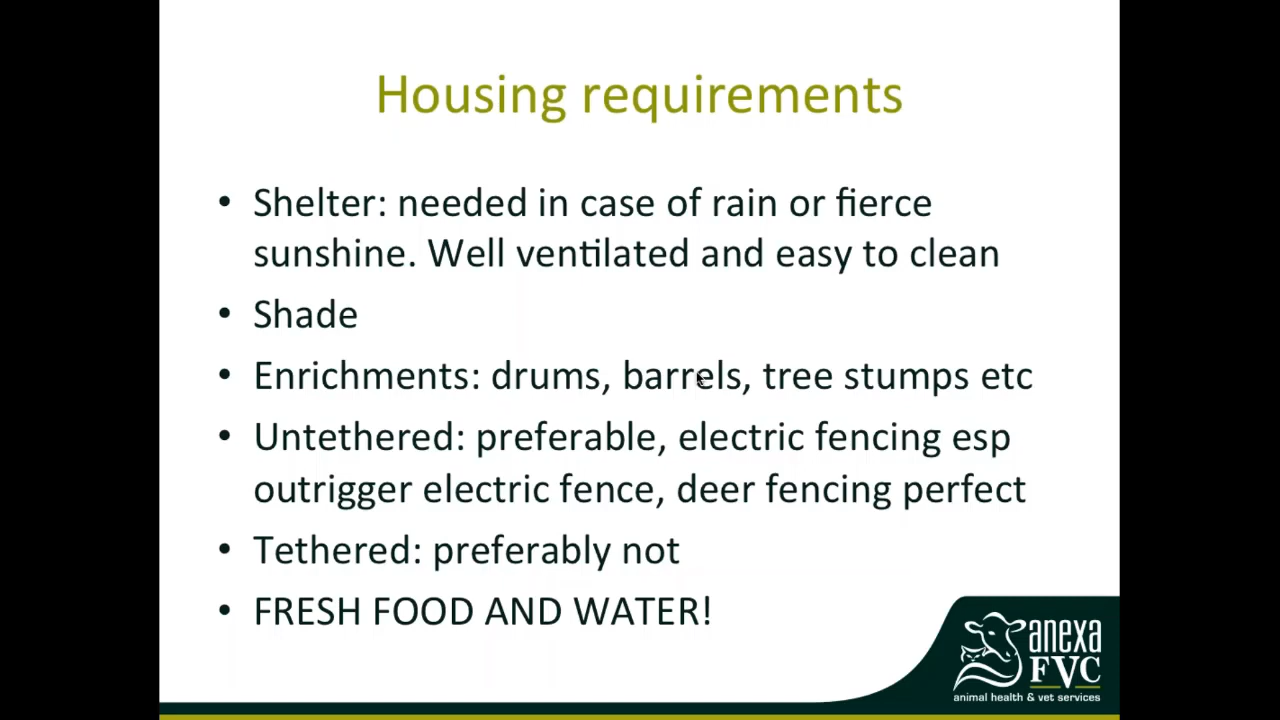 Housing requirements
• Shelter: needed in case of rain or fierce
sunshine. Well ventilated and easy to clean
• Shade
• Enrichments: drums, barrels, tree stumps etc
• Untethered: preferable, electric fencing esp
outrigger electric fence, deer fencing perfect
• Tethered: preferably not
• FRESH FOOD AND WATER!
anexa
FVC
animal health & vet services